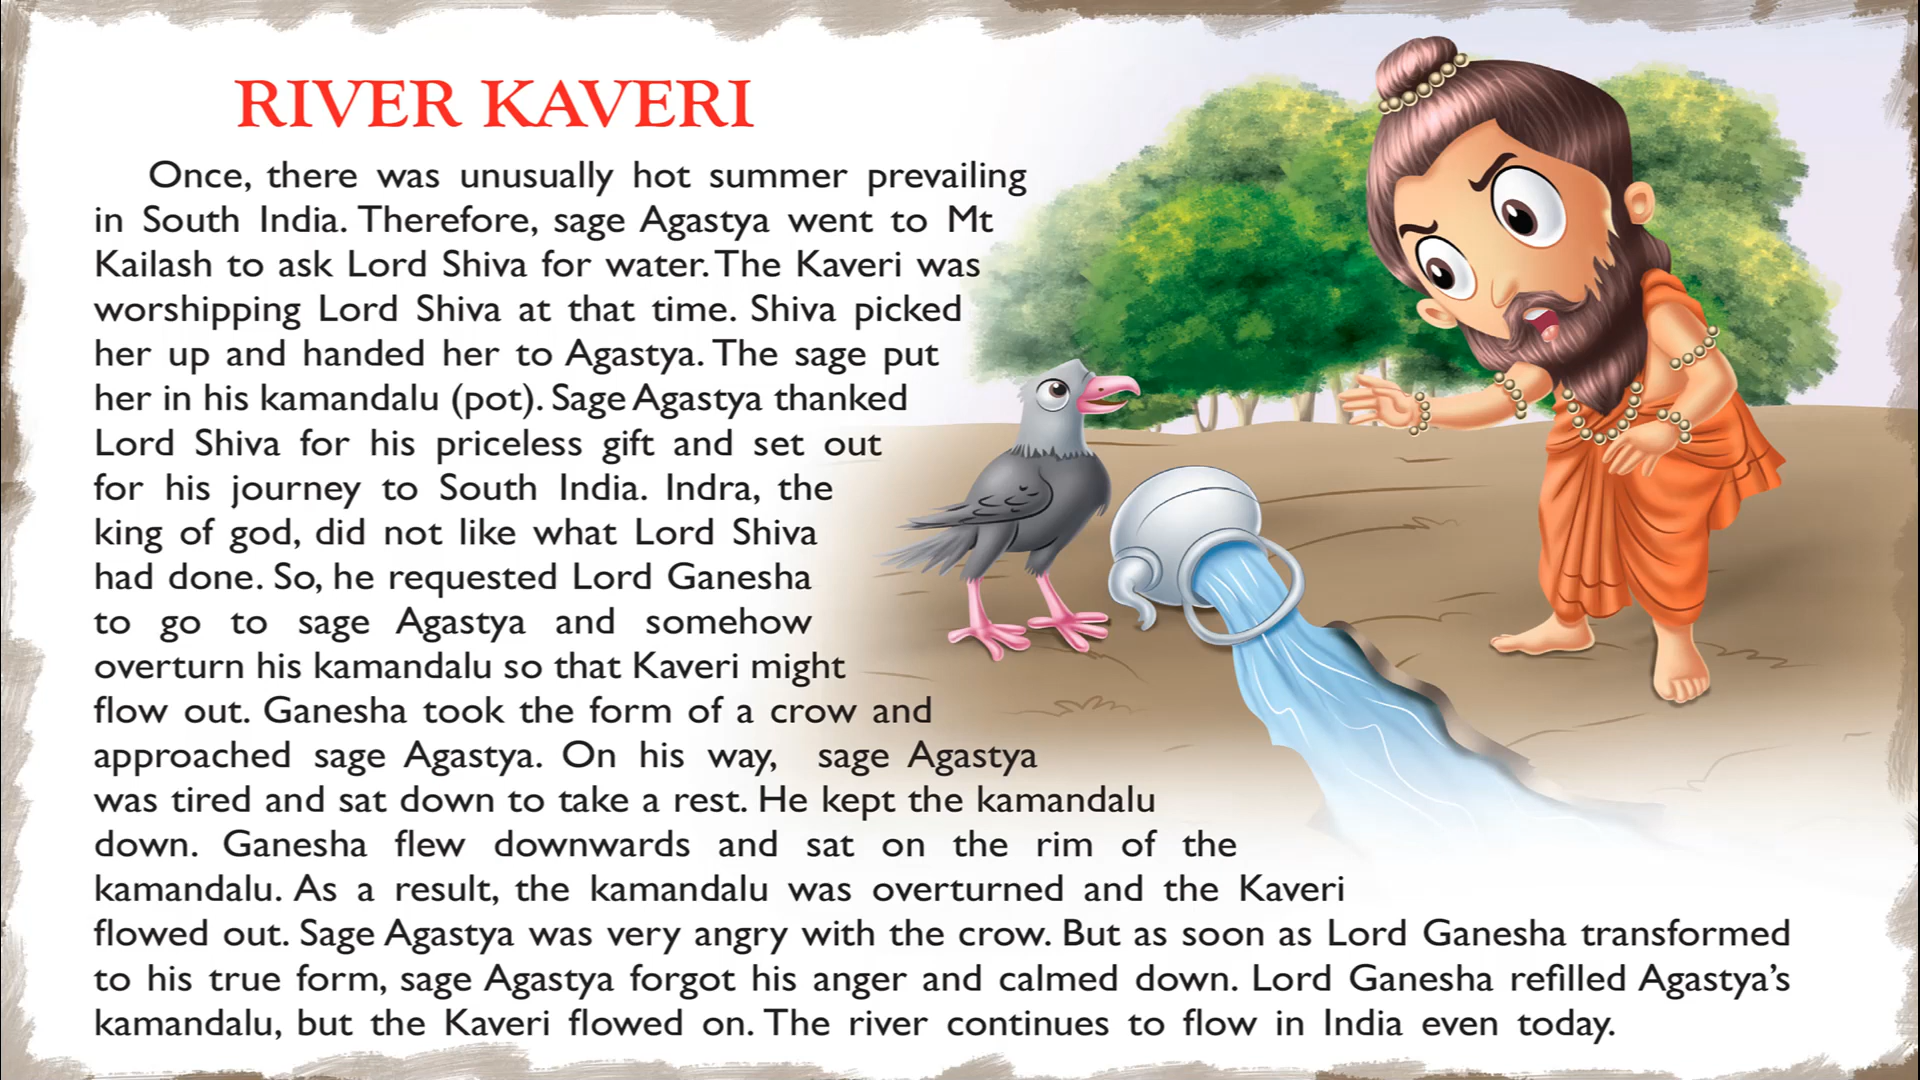 RIVER KAVERI
Once, there was unusually hot summer prevailing
in South India. Therefore, sage Agastya went to Mt
Kailash to ask Lord Shiva for water. The Kaveri was
worshipping Lord Shiva at that time. Shiva picked
her up and handed her to Agastya. The sage put
her in his kamandalu (pot). Sage Agastya thanked
Lord Shiva for his priceless gift and set out
for his journey to South India. Indra, the
king of god, did not like what Lord Shiva
had done. So, he requested Lord Ganesha
to go to sage Agastya and somehow
overturn his kamandalu so that Kaveri might
flow out. Ganesha took the form of a crow and
approached sage Agastya. On his way, sage Agastya
was tired and sat down to take a rest. He kept the kamandalu
down. Ganesha flew downwards and sat on the rim of the
kamandalu. As a result, the kamandalu was overturned and the Kaveri
flowed out. Sage Agastya was very angry with the crow. But as soon as Lord Ganesha transformed
to his true form, sage Agastya forgot his anger and calmed down. Lord Ganesha refilled Agastya’s
kamandalu, but the Kaveri flowed on. The river continues to flow in India even today.